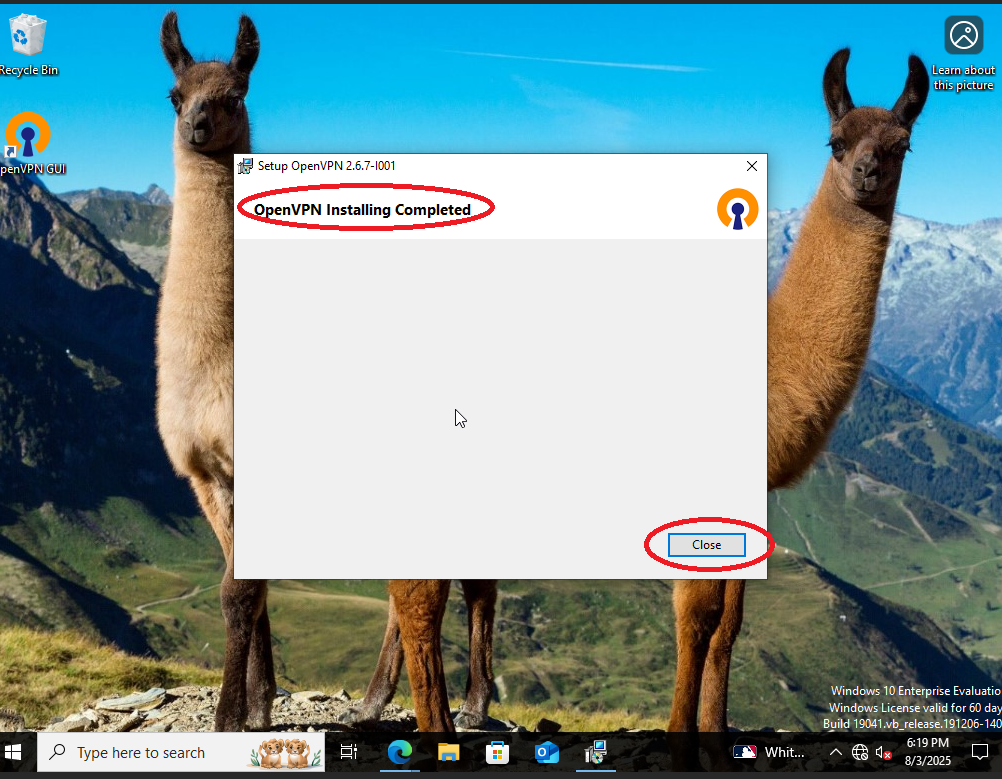 Recycle Bin
Learn about
this picture
penVPN GUI
Setup OpenVPN 2.6.7-I001
OpenVPN Installing Completed
Close
Windows 10 Enterprise Evaluatio
Windows License valid for 60 day
Build 19041.vb_release.191206-140
Type here to search
Whit...
6:19 PM
8/3/2025